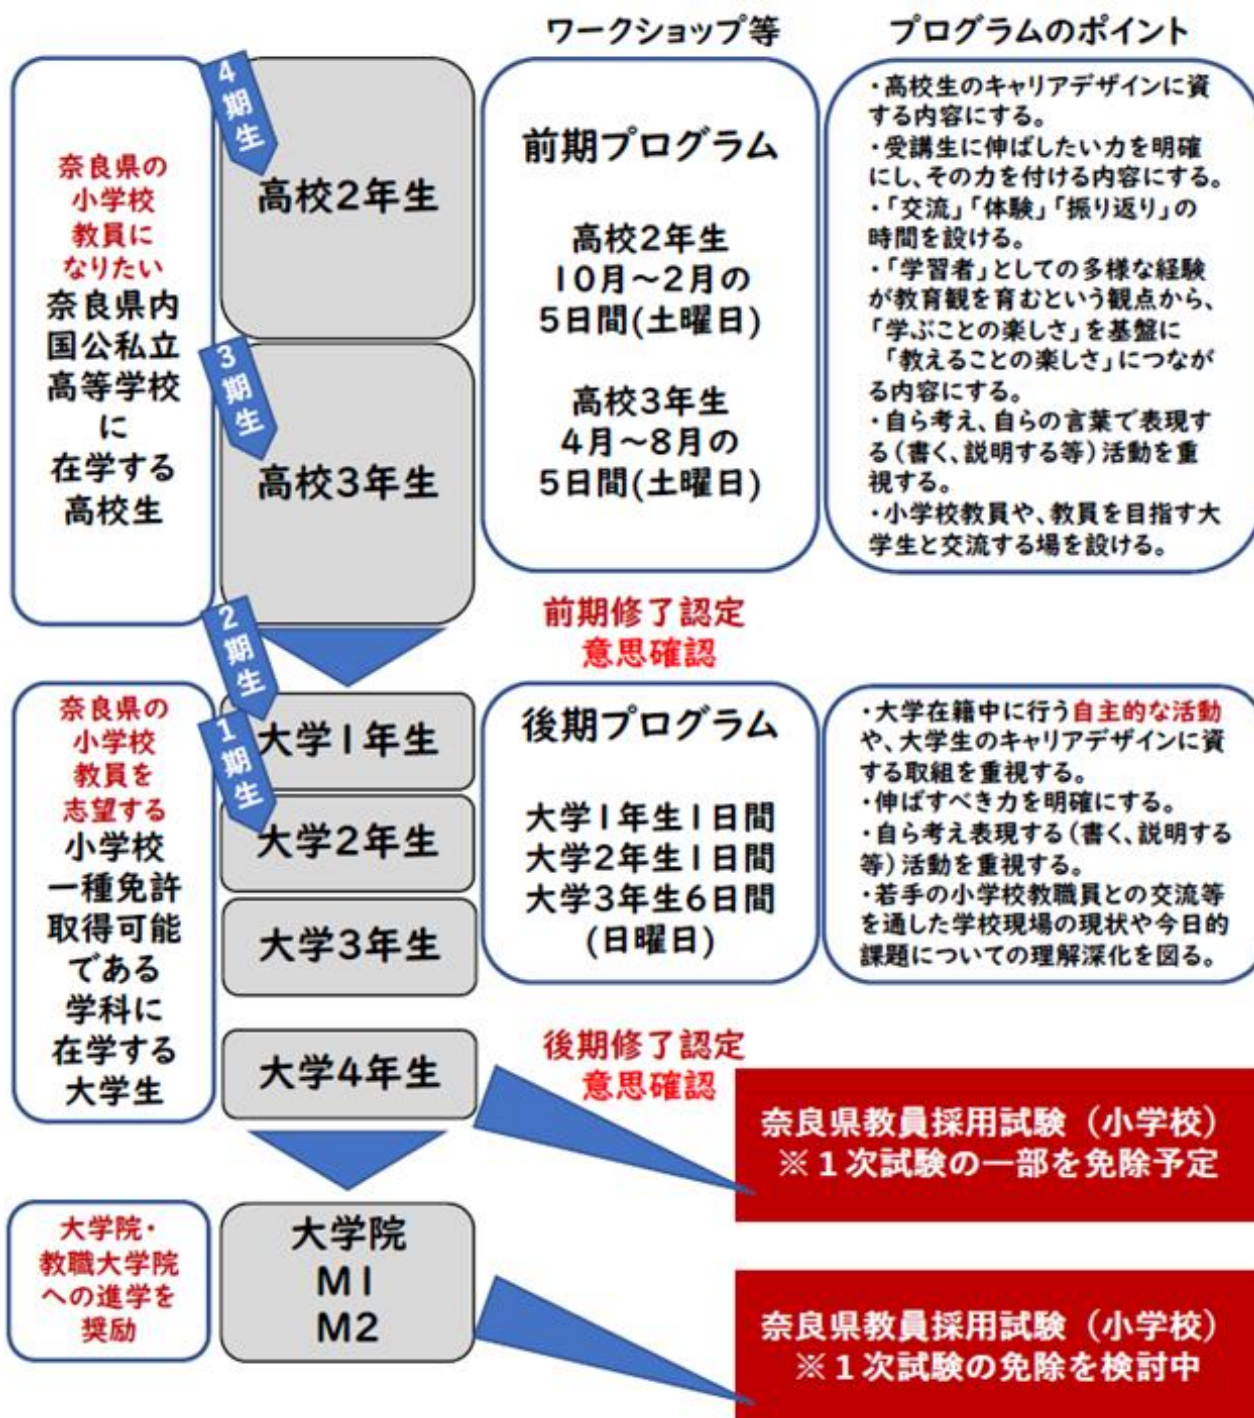 ワークショップ等
プログラムのポイント
4期生
奈良県の
小学校
教員に
なりたい
奈良県内
国公私立
高等学校
に
在学する
高校生
高校2年生
3期生
高校3年生
前期プログラム
高校2年生
10月～2月の
5日間(土曜日)
高校3年生
4月～8月の
5日間(土曜日)
・高校生のキャリアデザインに資
する内容にする。
・受講生に伸ばしたい力を明確
にし、その力を付ける内容にする。
・「交流」「体験」「振り返り」の
時間を設ける。
・「学習者」としての多様な経験
が教育観を育むという観点から、
「学ぶことの楽しさ」を基盤に
「教えることの楽しさ」につなが
る内容にする。
・自ら考え、自らの言葉で表現す
る（書く、説明する等）活動を重
視する。
・小学校教員や、教員を目指す大
学生と交流する場を設ける。
前期修了認定
意思確認
2期生
1期生
奈良県の
小学校
教員を
志望する
小学校
一種免許
取得可能
である
学科に
在学する
大学生
大学1年生
大学2年生
大学3年生
大学4年生
後期プログラム
大学1年生1日間
大学2年生1日間
大学3年生6日間
(日曜日)
・大学在籍中に行う自主的な活動
や、大学生のキャリアデザインに資
する取組を重視する。
・伸ばすべき力を明確にする。
・自ら考え表現する（書く、説明する
等）活動を重視する。
・若手の小学校教職員との交流等
を通した学校現場の現状や今日的
課題についての理解深化を図る。
後期修了認定
意思確認
奈良県教員採用試験（小学校）
※１次試験の一部を免除予定
大学院・
教職大学院
への進学を
奨励
大学院
M1
M2
奈良県教員採用試験（小学校）
※１次試験の免除を検討中